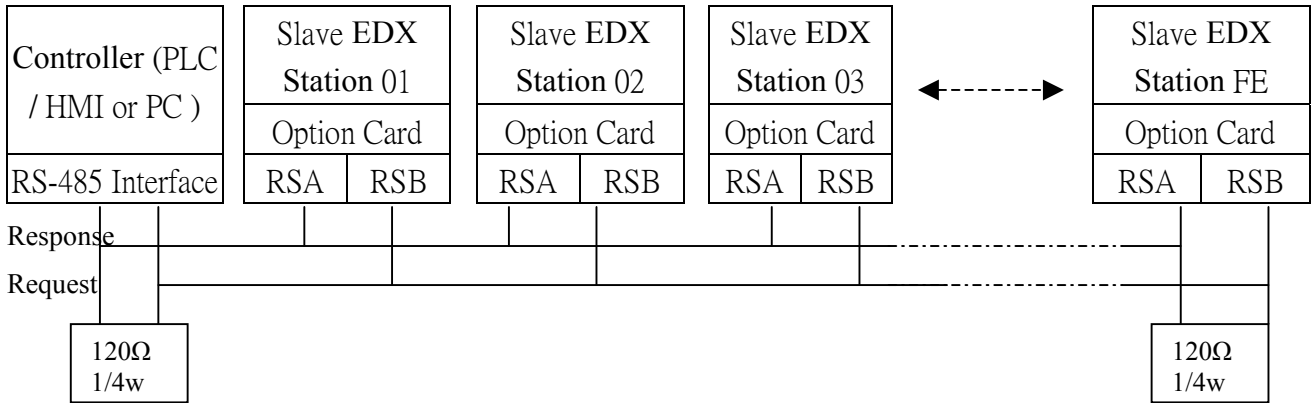 Controller (PLC
/ HMI or PC )
RS-485 Interface
Slave EDX
Station 01
Option Card
RSA RSB
Slave EDX
Station 02
Option Card
RSA RSB
Slave EDX
Station 03
Option Card
RSA RSB
Slave EDX
Station FE
Option Card
RSA RSB
Response
Request
120Ω
1/4w
120Ω
1/4w